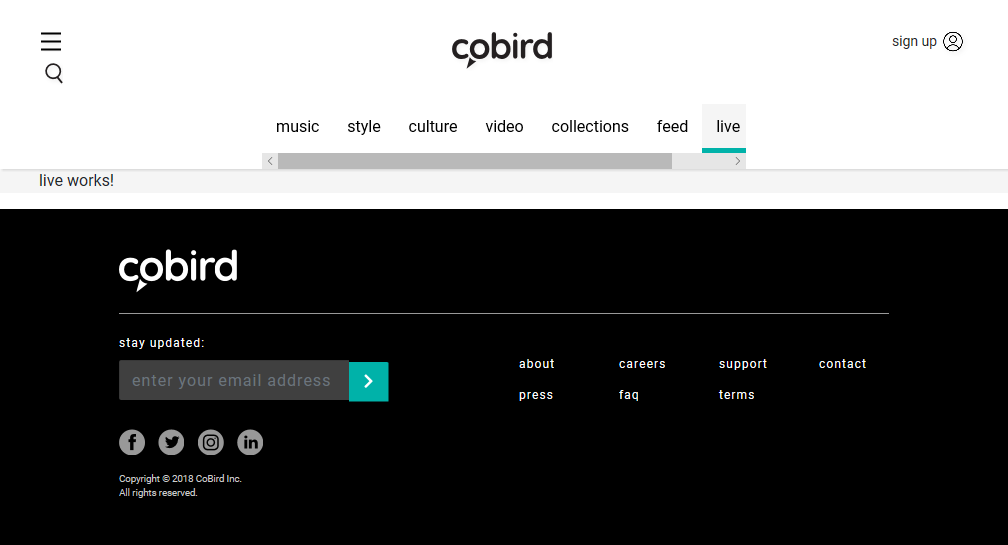 cobird
sign up
music style culture video collections feed live
live works!
cobird
stay updated:
enter your email address
about careers support contact
press faq terms
Copyright © 2018 CoBird Inc.
All rights reserved.